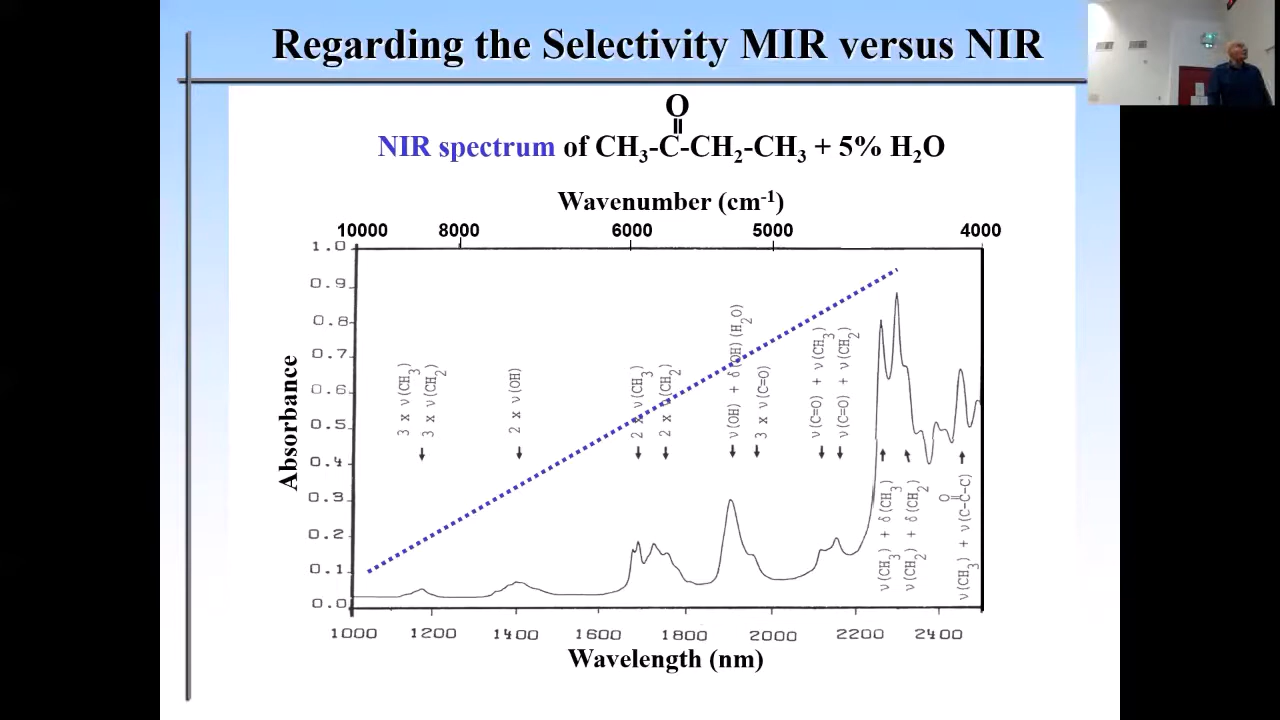 Regarding the Selectivity MIR versus NIR
O
NIR spectrum of CH₃-C-CH₂-CH₃ + 5% H₂O
Wavenumber (cm⁻¹)
10000 8000 6000 5000 4000
1.0
0.9
0.8
0.7
0.6
0.5
0.4
0.3
0.2
0.1
0.0
Absorbance
3 x ν(CH₃)
3 x ν(CH₂)
2 x ν(OH)
2 x ν(CH₃)
2 x ν(CH₂)
ν(OH) + δ(OH) (H₂O)
3 x ν(C=O)
ν(C=O) + ν(CH₃)
ν(C=O) + ν(CH₂)
ν(CH₃) + δ(CH₃)
ν(CH₂) + δ(CH₂)
O
ν(CH₃) + ν(C-C-C)
1000 1200 1400 1600 1800 2000 2200 2400
Wavelength (nm)